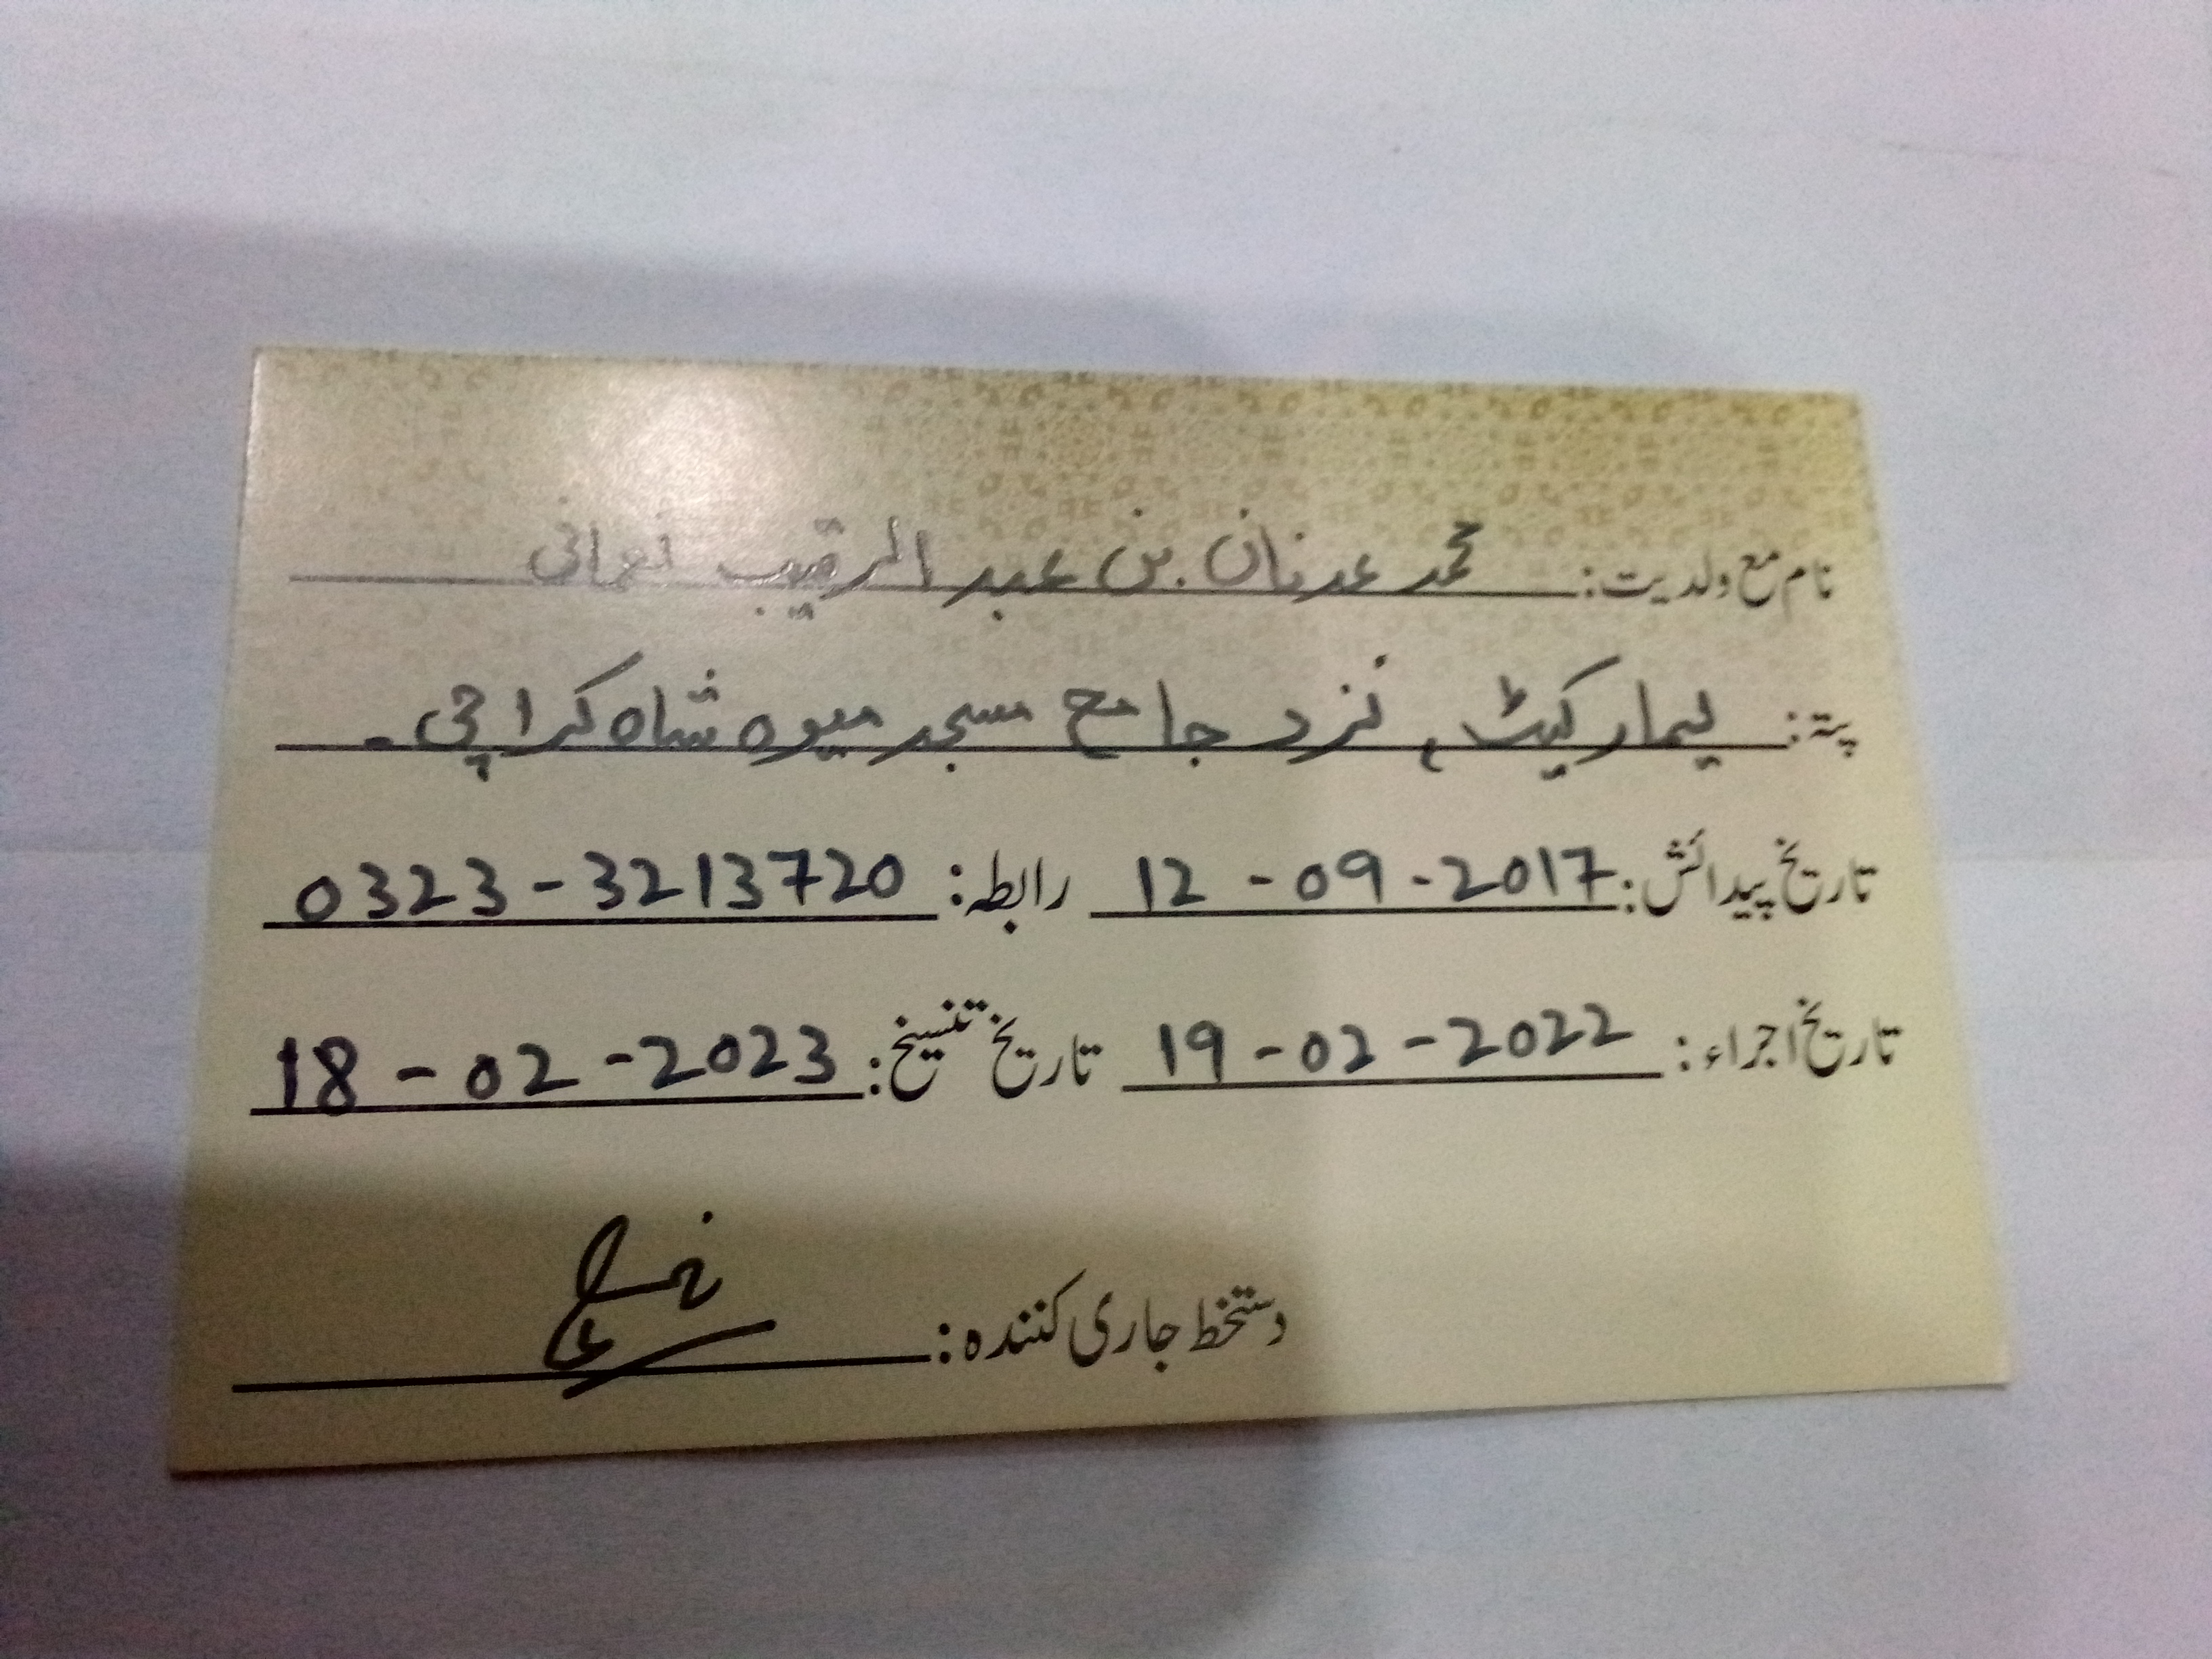 نام مع ولدیت: محمد عدنان بن عبد الرقیب نعمانی
پتہ: لیمارکیٹ، نزد جامع مسجد میوہ شاہ کراچی۔
تاریخ پیدائش: 12-09-2017 رابطہ: 0323-3213720
تاریخ اجراء: 19-02-2022 تاریخ تنسیخ: 18-02-2023
دستخط جاری کنندہ: